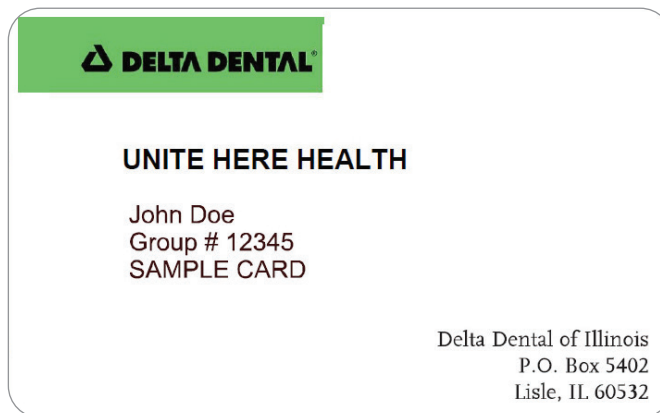 DELTA DENTAL®
UNITE HERE HEALTH
John Doe
Group # 12345
SAMPLE CARD
Delta Dental of Illinois
P.O. Box 5402
Lisle, IL 60532